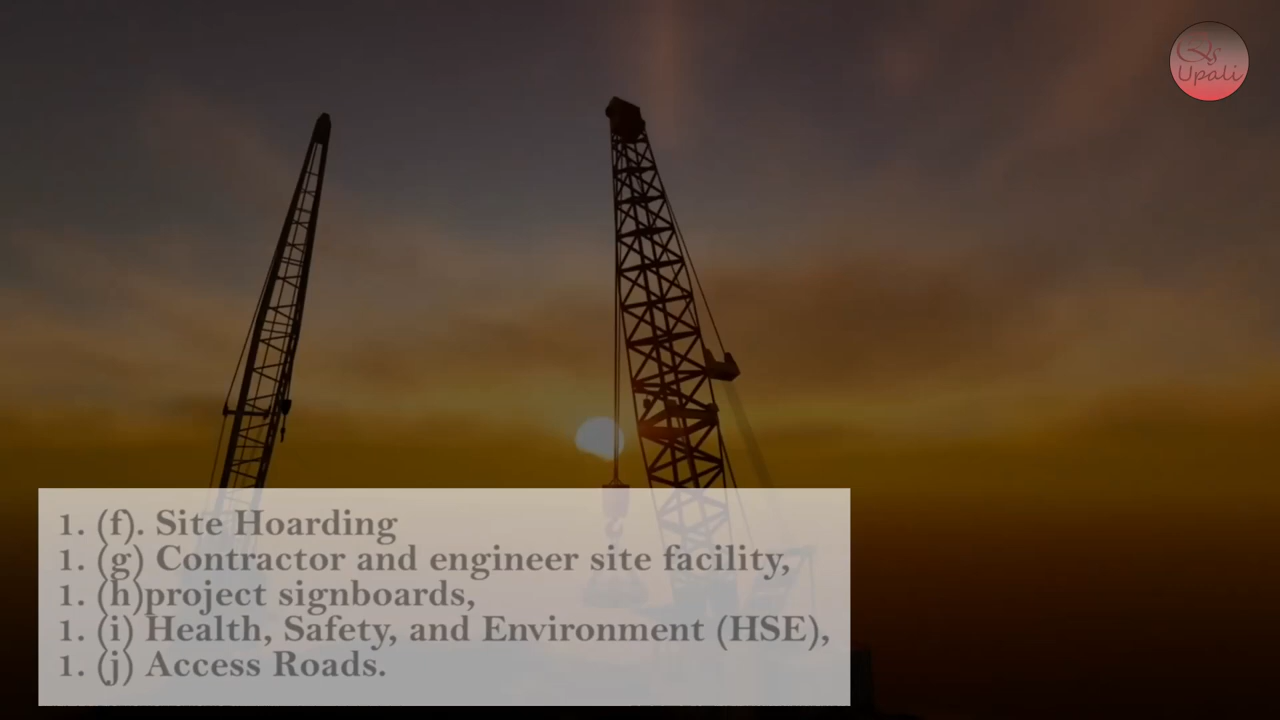 Qs
Upali
1. (f). Site Hoarding
1. (g) Contractor and engineer site facility,
1. (h)project signboards,
1. (i) Health, Safety, and Environment (HSE),
1. (j) Access Roads.